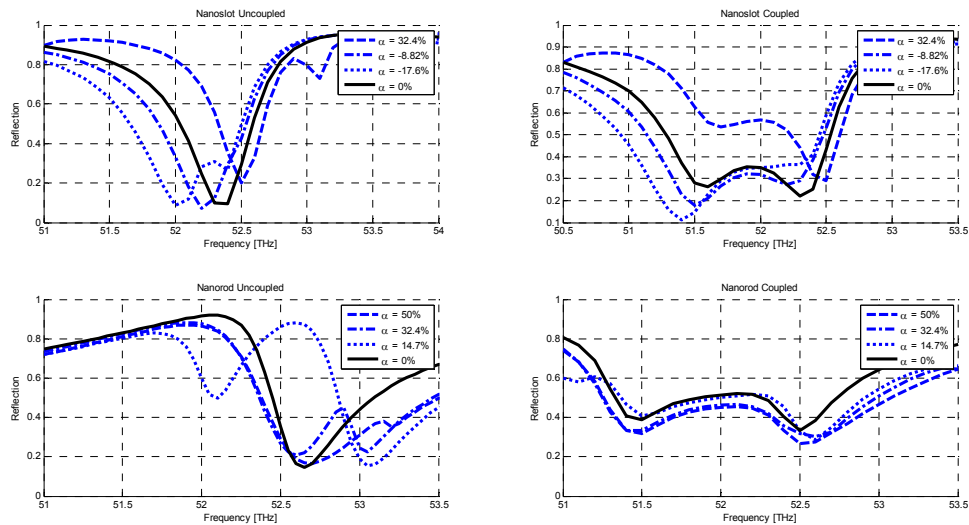 Nanoslot Uncoupled
1
0.8
0.6
0.4
0.2
0
Reflection
51
51.5
52
52.5
53
53.5
54
Frequency [THz]
α = 32.4%
α = -8.82%
α = -17.6%
α = 0%
Nanoslot Coupled
1
0.9
0.8
0.7
0.6
0.5
0.4
0.3
0.2
0.1
Reflection
50.5
51
51.5
52
52.5
53
53.5
Frequency [THz]
α = 32.4%
α = -8.82%
α = -17.6%
α = 0%
Nanorod Uncoupled
1
0.8
0.6
0.4
0.2
0
Reflection
51
51.5
52
52.5
53
53.5
Frequency [THz]
α = 50%
α = 32.4%
α = 14.7%
α = 0%
Nanorod Coupled
1
0.8
0.6
0.4
0.2
0
Reflection
51
51.5
52
52.5
53
53.5
Frequency [THz]
α = 50%
α = 32.4%
α = 14.7%
α = 0%